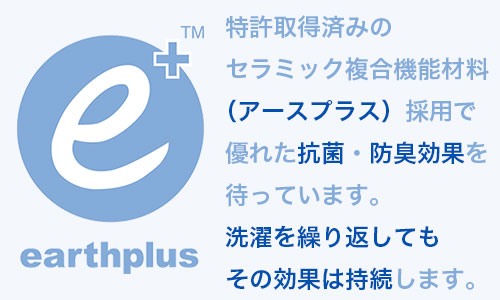 e+
TM
earthplus
特許取得済みの
セラミック複合機能材料
（アースプラス）採用で
優れた抗菌・防臭効果を
待っています。
洗濯を繰り返しても
その効果は持続します。